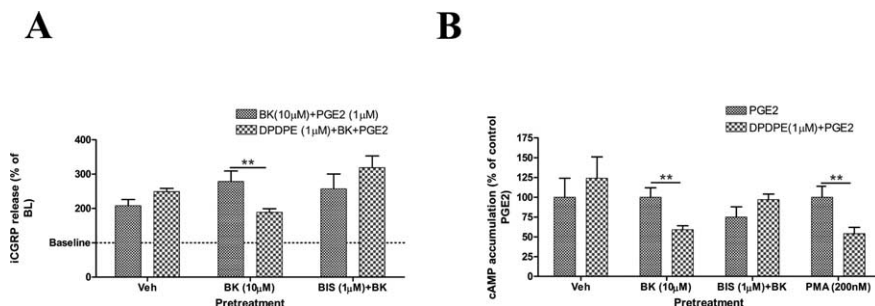 A
BK(10µM)+PGE2 (1µM)
DPDPE (1µM)+BK+PGE2
iCGRP release (% of
BL)
400
300
200
Baseline
0
**
Veh
BK (10µM)
BIS (1µM)+BK
Pretreatment
B
PGE2
DPDPE(1µM)+PGE2
cAMP accumulation (% of control
PGE2)
200
175
150
125
100
75
50
25
0
**
**
Veh
BK (10µM)
BIS (1µM)+BK
PMA (200nM)
Pretreatment